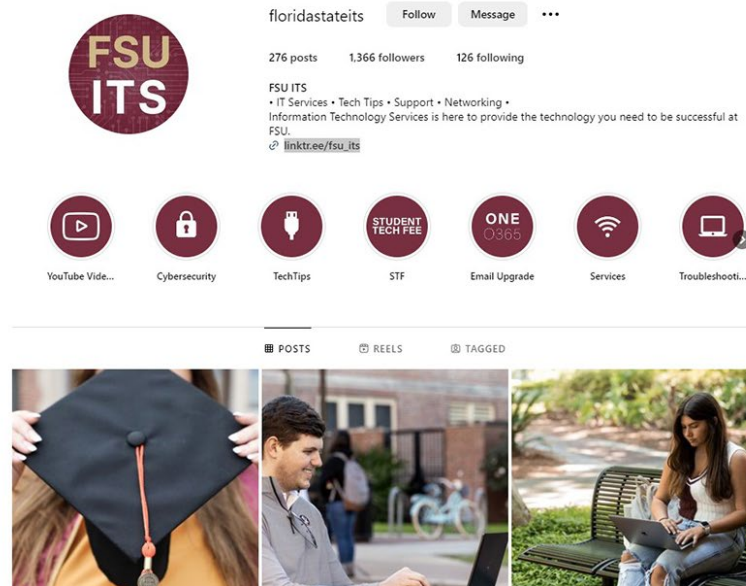 FSU
ITS
floridastateits Follow Message •••
276 posts 1,366 followers 126 following
FSU ITS
• IT Services • Tech Tips • Support • Networking •
Information Technology Services is here to provide the technology you need to be successful at
FSU.
linktr.ee/fsu_its
STUDENT
TECH FEE
ONE
O365
YouTube Vide... Cybersecurity TechTips STF Email Upgrade Services Troubleshooti...
POSTS REELS TAGGED